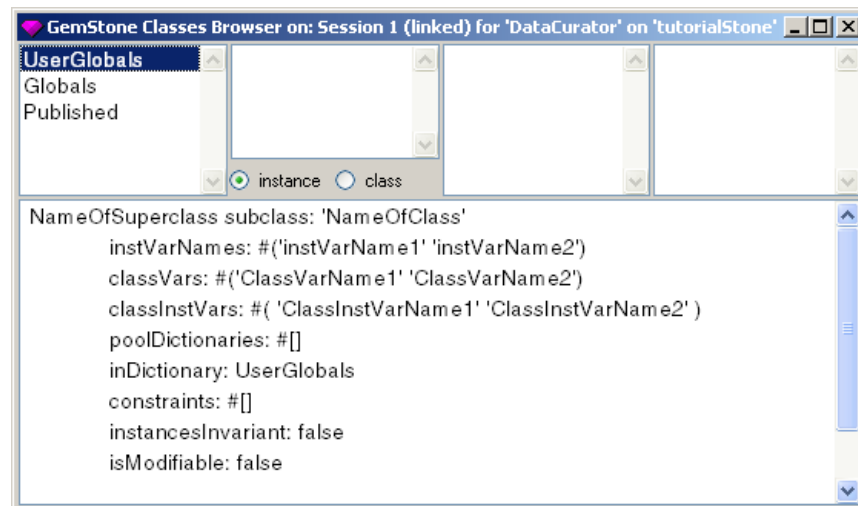 GemStone Classes Browser on: Session 1 (linked) for 'DataCurator' on 'tutorialStone'
UserGlobals
Globals
Published
instance class
NameOfSuperclass subclass: 'NameOfClass'
instVarNames: #('instVarName1' 'instVarName2')
classVars: #('ClassVarName1' 'ClassVarName2')
classInstVars: #( 'ClassInstVarName1' 'ClassInstVarName2' )
poolDictionaries: #[]
inDictionary: UserGlobals
constraints: #[]
instancesInvariant: false
isModifiable: false